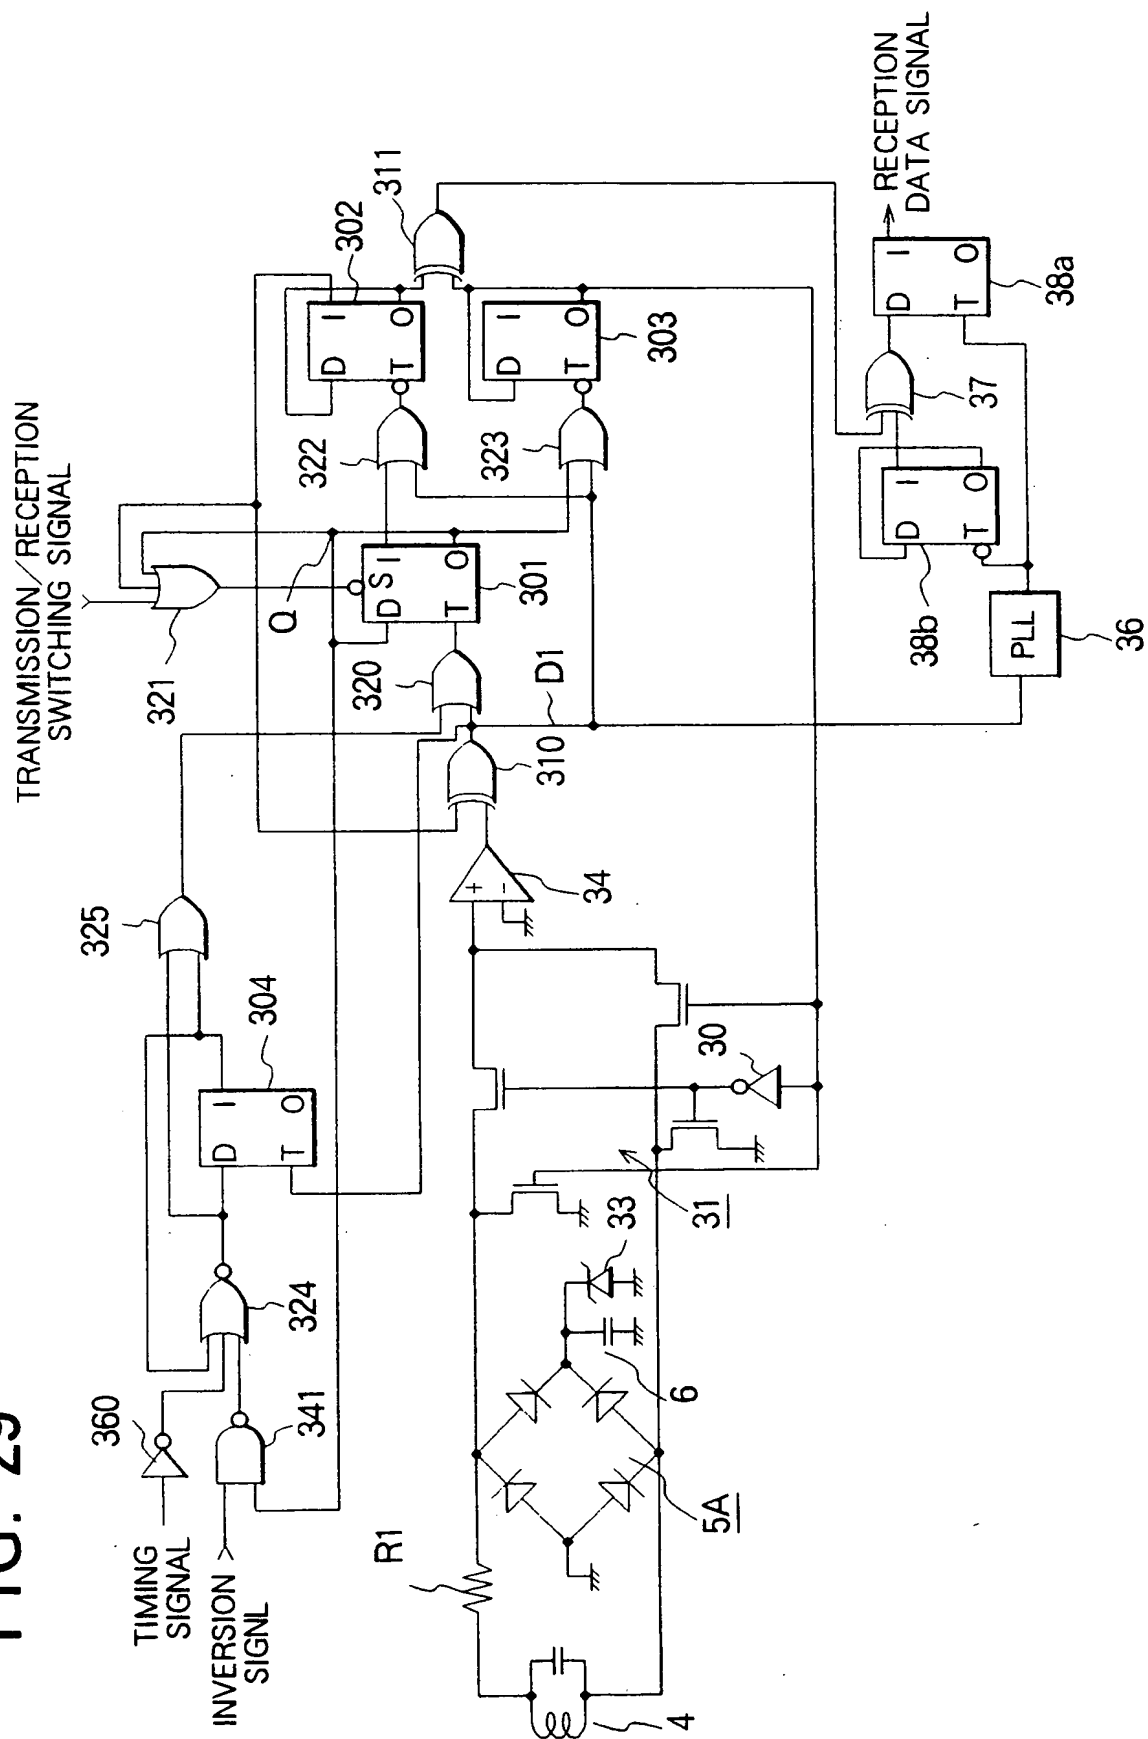 FIG. 29
TRANSMISSION/RECEPTION
SWITCHING SIGNAL
TIMING
SIGNAL
INVERSION
SIGNL
360
341
324
304
D
I
T
O
325
321
Q
301
S
D
I
T
O
320
310
D1
322
323
302
D
I
T
O
303
D
I
T
O
311
R1
4
5A
6
33
31
30
34
+
-
PLL
36
38b
D
I
T
O
37
38a
D
I
T
O
RECEPTION
DATA SIGNAL